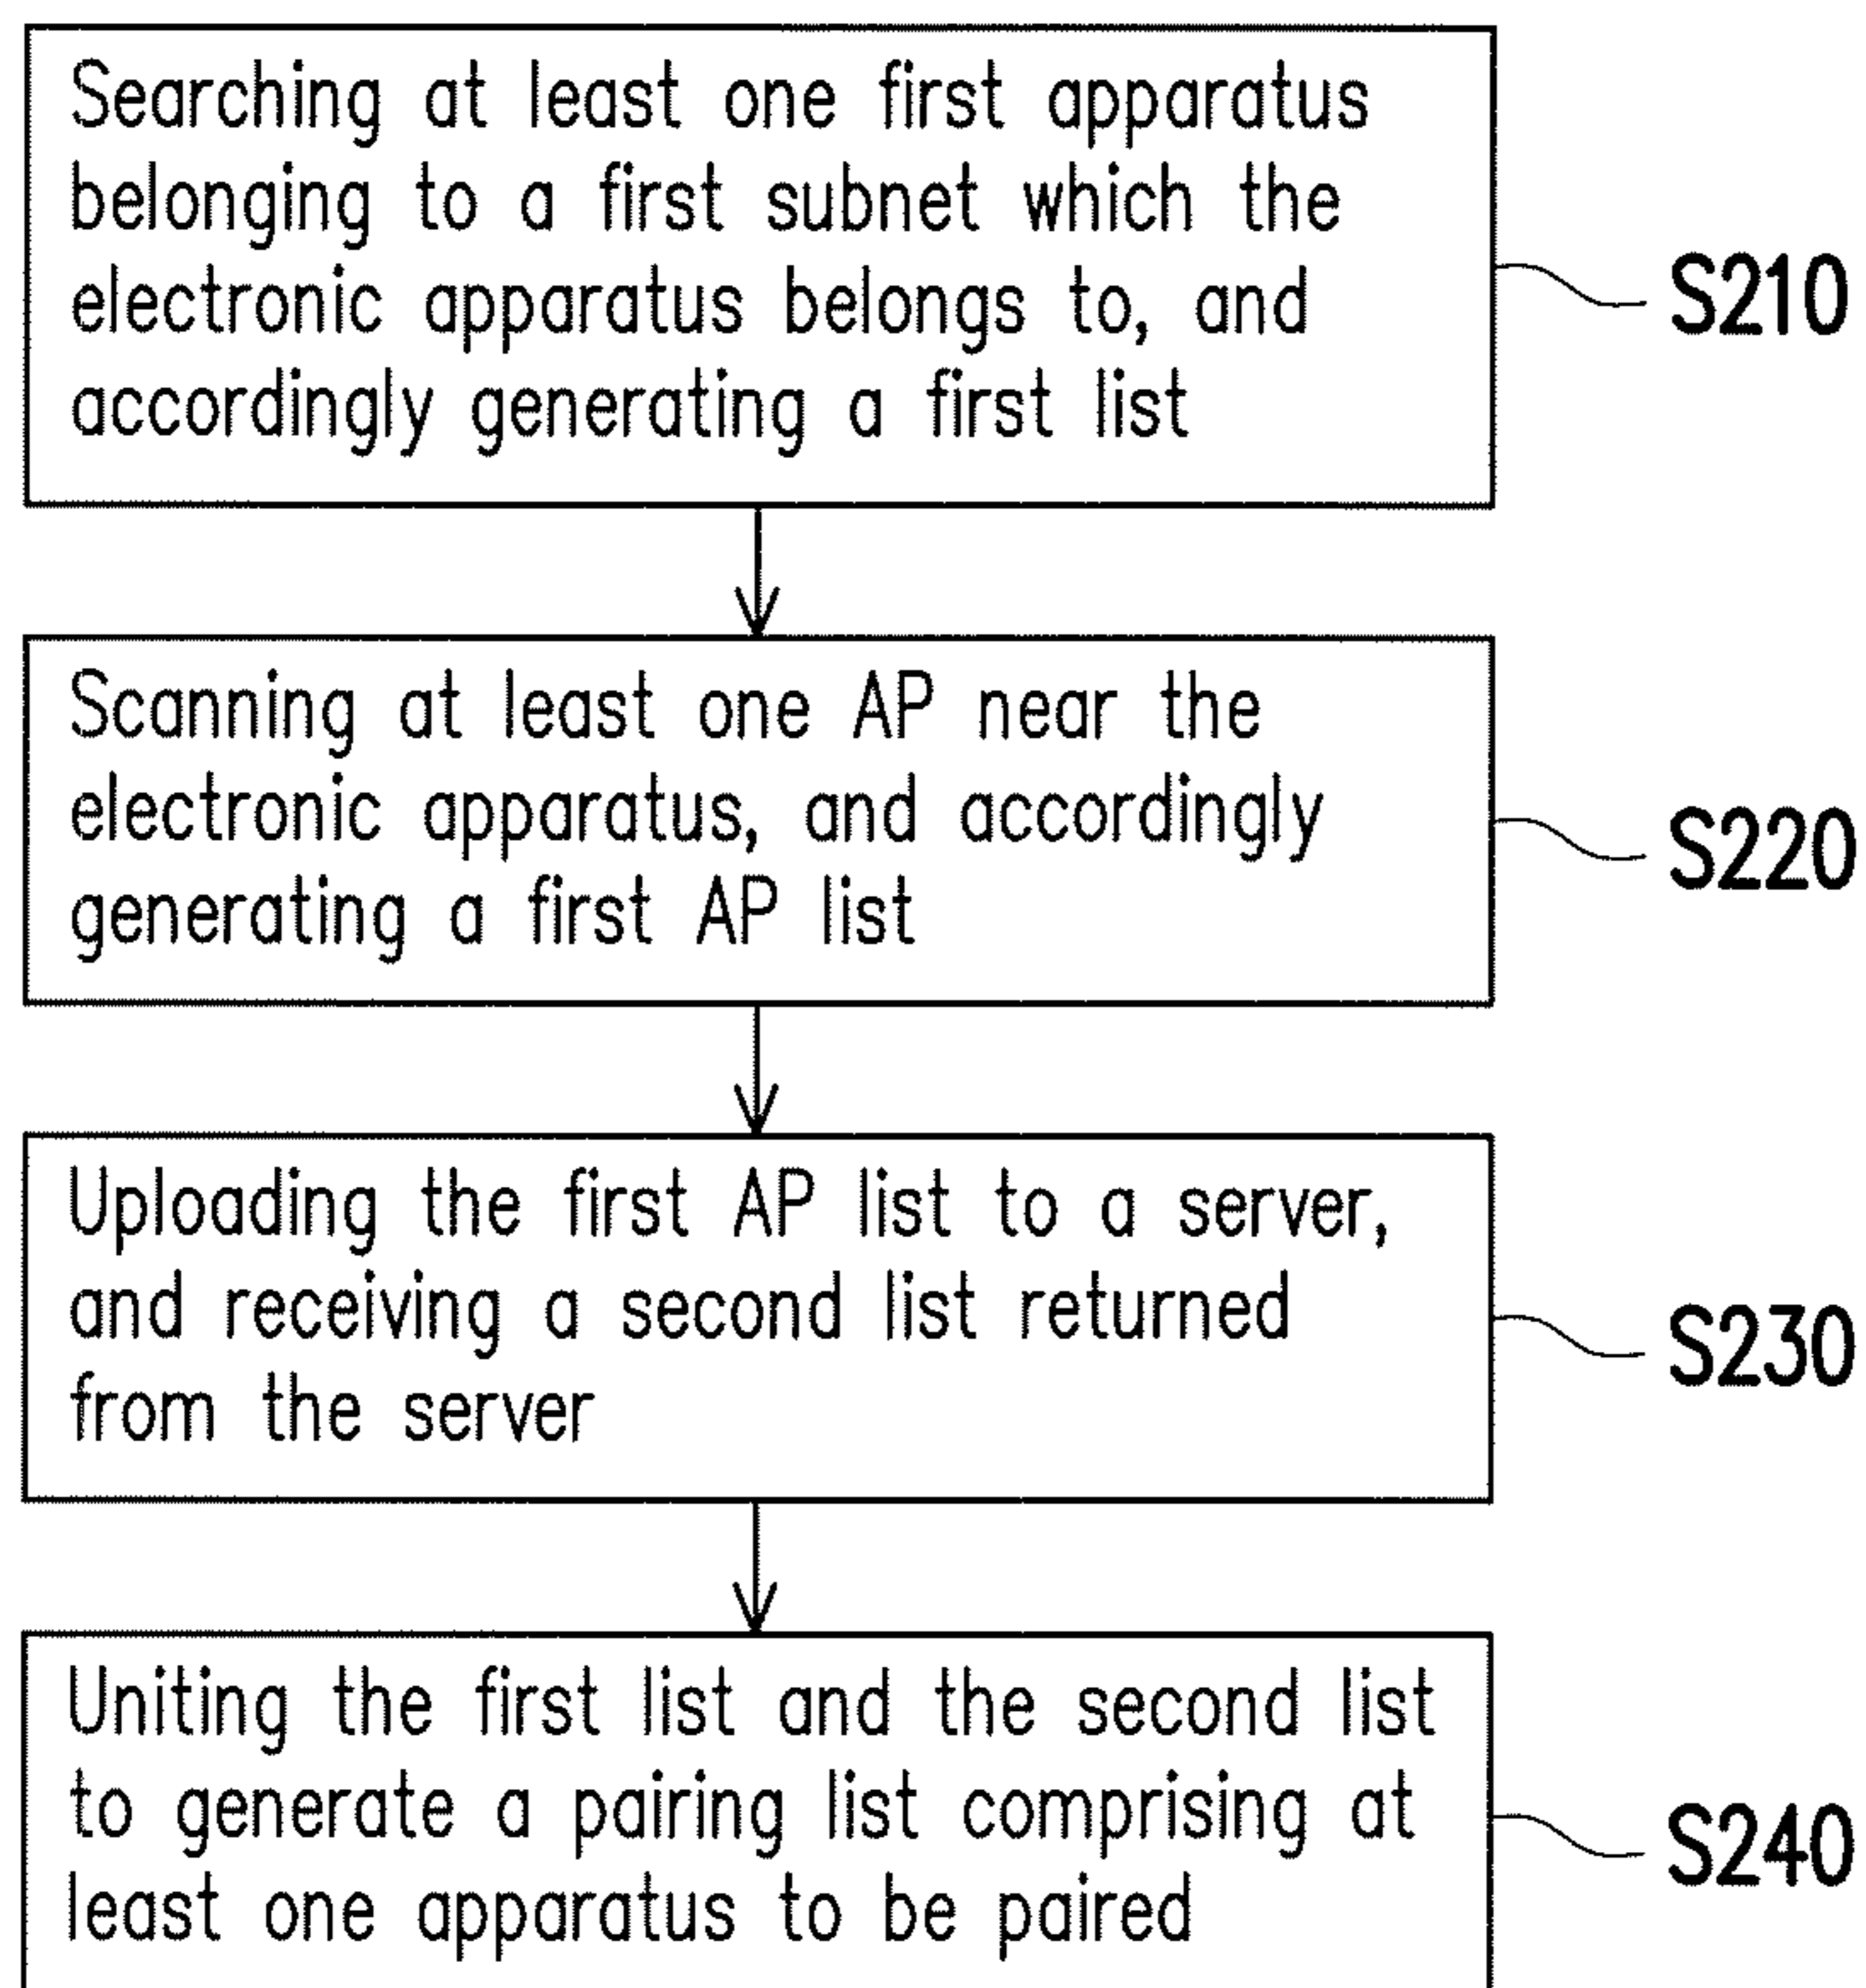 Searching at least one first apparatus
belonging to a first subnet which the
electronic apparatus belongs to, and
accordingly generating a first list
S210
Scanning at least one AP near the
electronic apparatus, and accordingly
generating a first AP list
S220
Uploading the first AP list to a server,
and receiving a second list returned
from the server
S230
Uniting the first list and the second list
to generate a pairing list comprising at
least one apparatus to be paired
S240